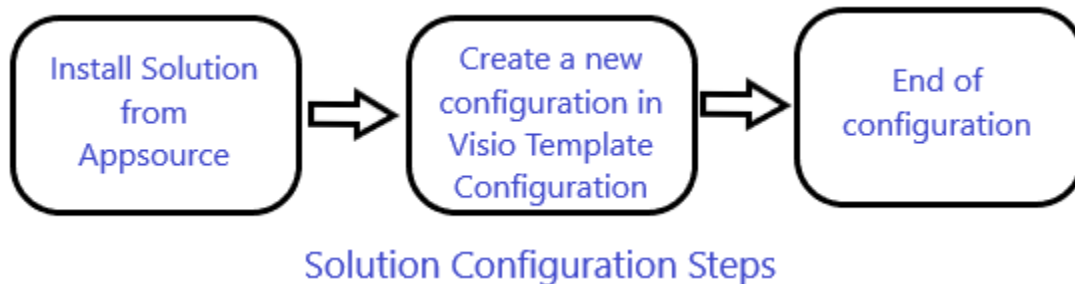 Install Solution
from
Appsource
Create a new
configuration in
Visio Template
Configuration
End of
configuration
Solution Configuration Steps